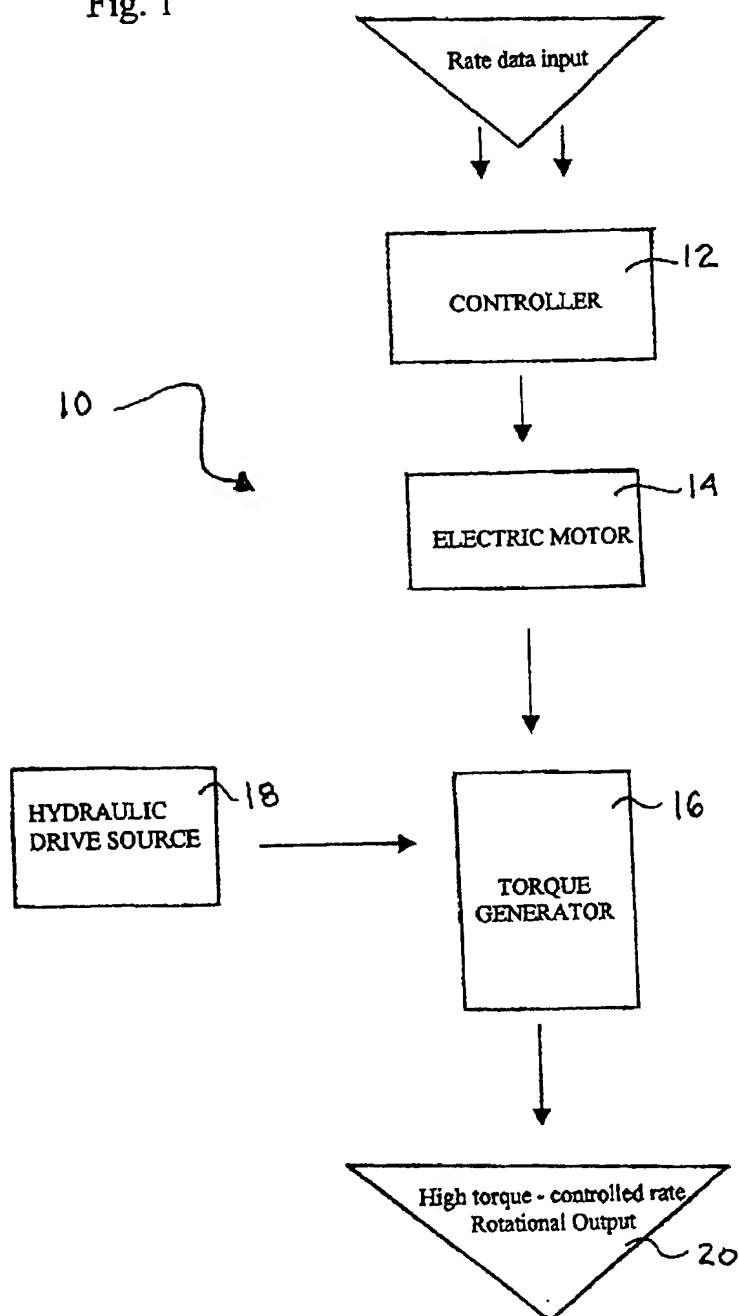 Fig. 1
Rate data input
12
CONTROLLER
10
14
ELECTRIC MOTOR
18
HYDRAULIC
DRIVE SOURCE
16
TORQUE
GENERATOR
High torque - controlled rate
Rotational Output
20